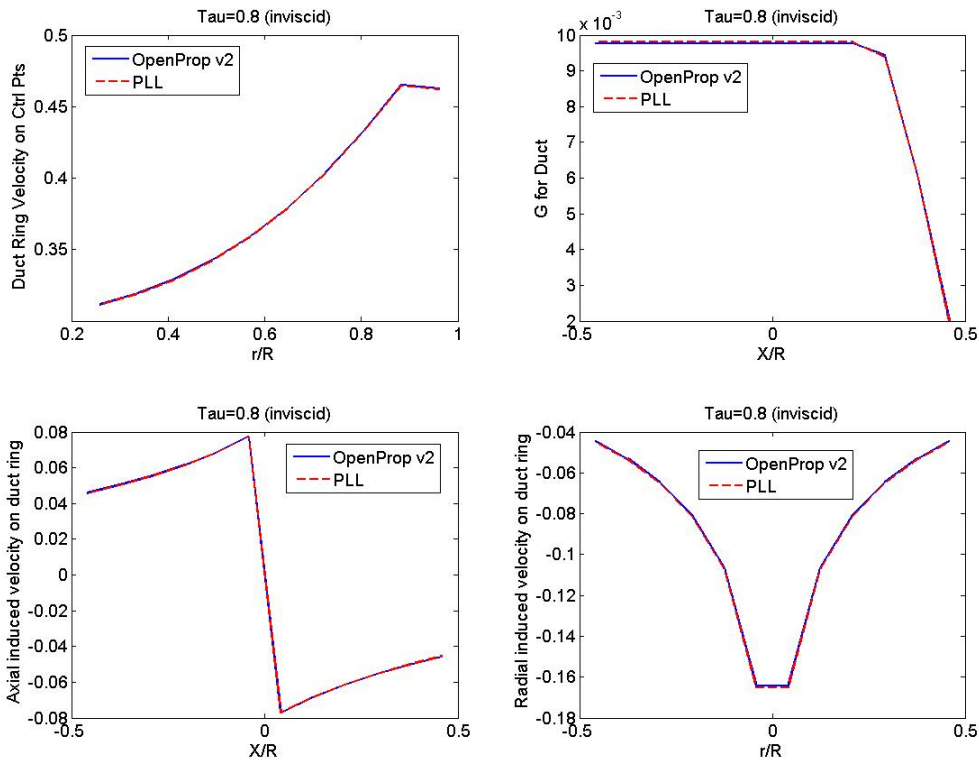 Tau=0.8 (inviscid)
0.5
0.45
0.4
0.35
Duct Ring Velocity on Ctrl Pts
OpenProp v2
PLL
0.2
0.4
0.6
0.8
1
r/R
Tau=0.8 (inviscid)
x 10⁻³
10
9
8
7
6
5
4
3
2
G for Duct
OpenProp v2
PLL
-0.5
0
0.5
X/R
Tau=0.8 (inviscid)
0.08
0.06
0.04
0.02
0
-0.02
-0.04
-0.06
-0.08
Axial induced velocity on duct ring
OpenProp v2
PLL
-0.5
0
0.5
X/R
Tau=0.8 (inviscid)
-0.04
-0.06
-0.08
-0.1
-0.12
-0.14
-0.16
-0.18
Radial induced velocity on duct ring
OpenProp v2
PLL
-0.5
0
0.5
r/R